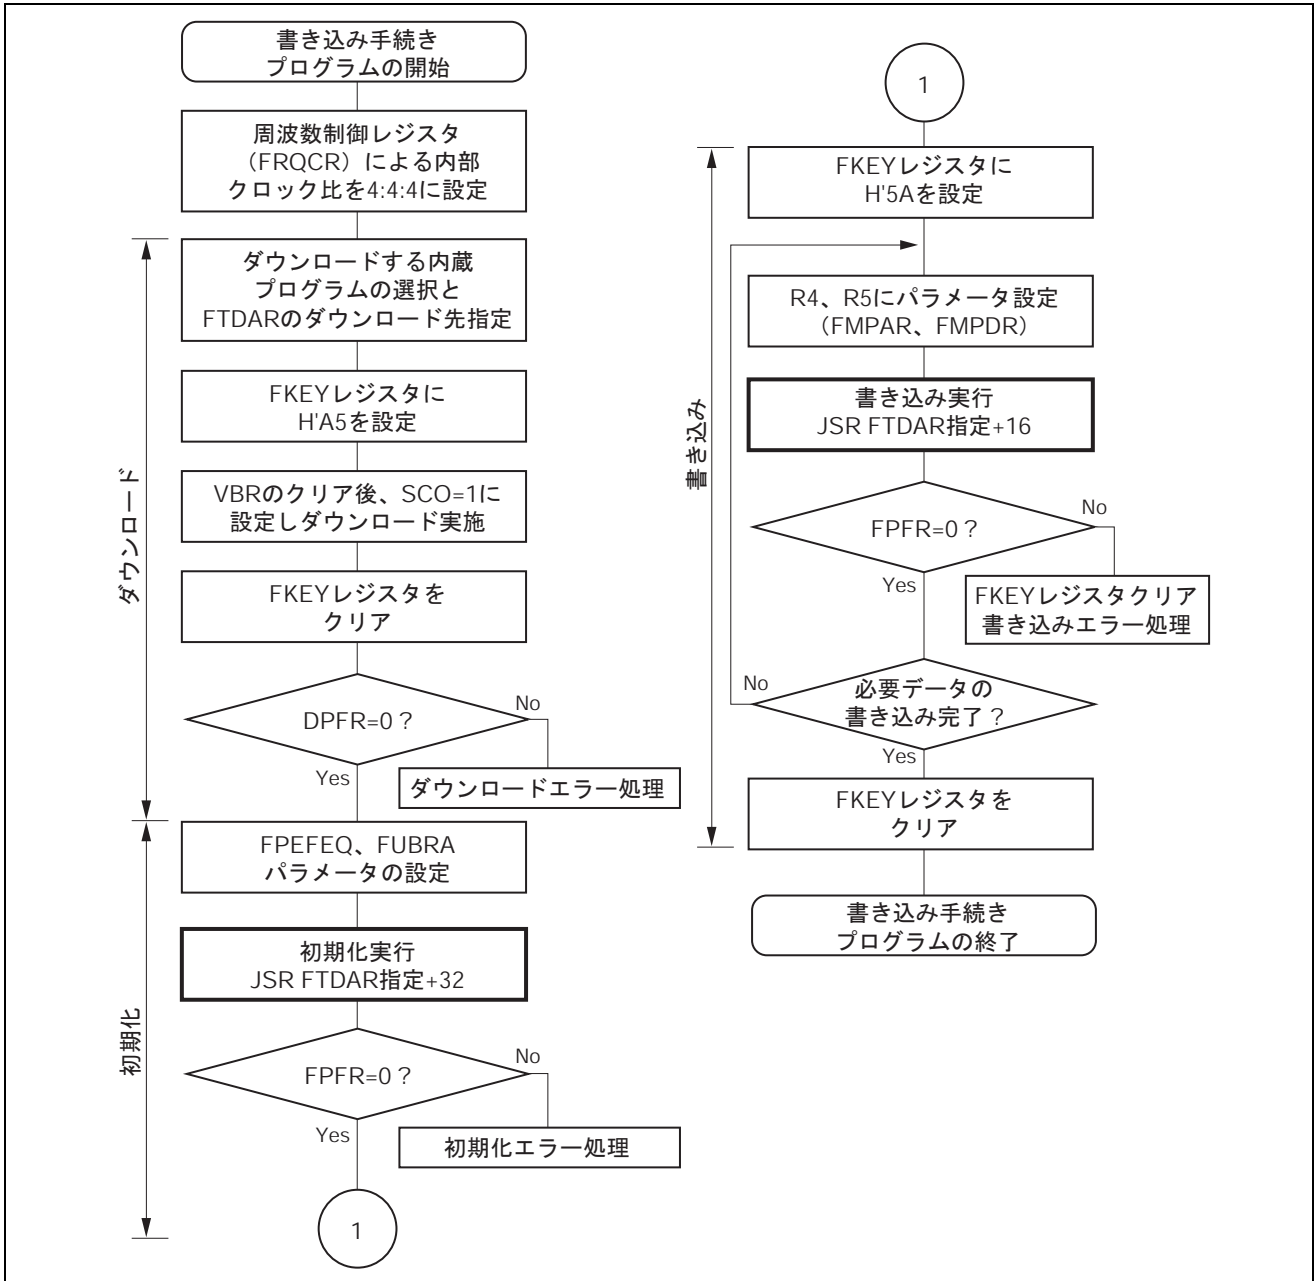 書き込み手続き
プログラムの開始
周波数制御レジスタ
（FRQCR）による内部
クロック比を4:4:4に設定
ダウンロード
ダウンロードする内蔵
プログラムの選択と
FTDARのダウンロード先指定
FKEYレジスタに
H'A5を設定
VBRのクリア後、SCO=1に
設定しダウンロード実施
FKEYレジスタを
クリア
DPFR=0？
No
Yes
ダウンロードエラー処理
初期化
FPEFEQ、FUBRA
パラメータの設定
初期化実行
JSR FTDAR指定+32
FPFR=0？
No
Yes
初期化エラー処理
1
1
書き込み
FKEYレジスタに
H'5Aを設定
R4、R5にパラメータ設定
（FMPAR、FMPDR）
書き込み実行
JSR FTDAR指定+16
FPFR=0？
No
Yes
FKEYレジスタクリア
書き込みエラー処理
No
必要データの
書き込み完了？
Yes
FKEYレジスタを
クリア
書き込み手続き
プログラムの終了